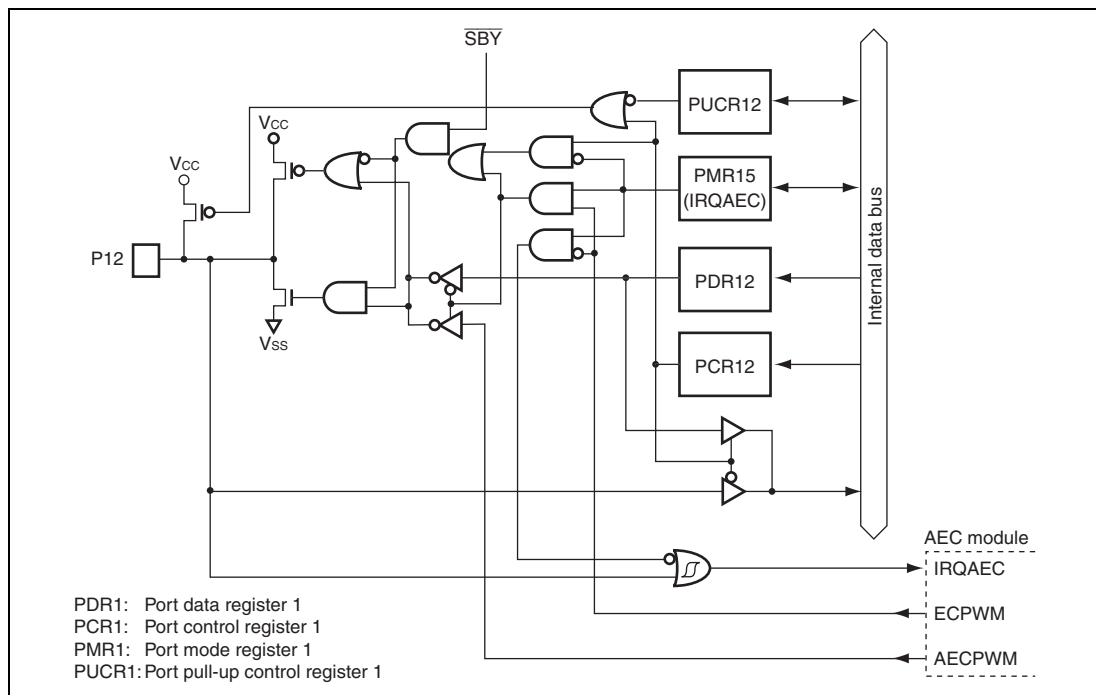 SBY
PUCR12
VCC
VCC
PMR15
(IRQAEC)
P12
PDR12
Internal data bus
VSS
PCR12
AEC module
IRQAEC
ECPWM
AECPWM
PDR1: Port data register 1
PCR1: Port control register 1
PMR1: Port mode register 1
PUCR1: Port pull-up control register 1